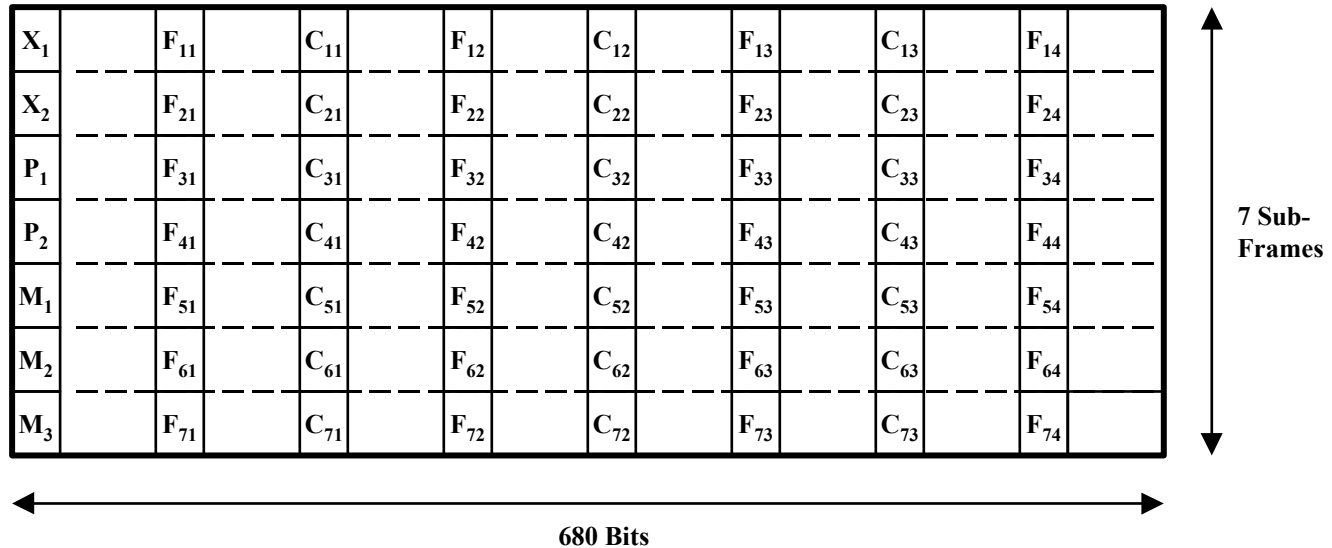 X₁ F₁₁ C₁₁ F₁₂ C₁₂ F₁₃ C₁₃ F₁₄
X₂ F₂₁ C₂₁ F₂₂ C₂₂ F₂₃ C₂₃ F₂₄
P₁ F₃₁ C₃₁ F₃₂ C₃₂ F₃₃ C₃₃ F₃₄
P₂ F₄₁ C₄₁ F₄₂ C₄₂ F₄₃ C₄₃ F₄₄
M₁ F₅₁ C₅₁ F₅₂ C₅₂ F₅₃ C₅₃ F₅₄
M₂ F₆₁ C₆₁ F₆₂ C₆₂ F₆₃ C₆₃ F₆₄
M₃ F₇₁ C₇₁ F₇₂ C₇₂ F₇₃ C₇₃ F₇₄
7 Sub-
Frames
680 Bits